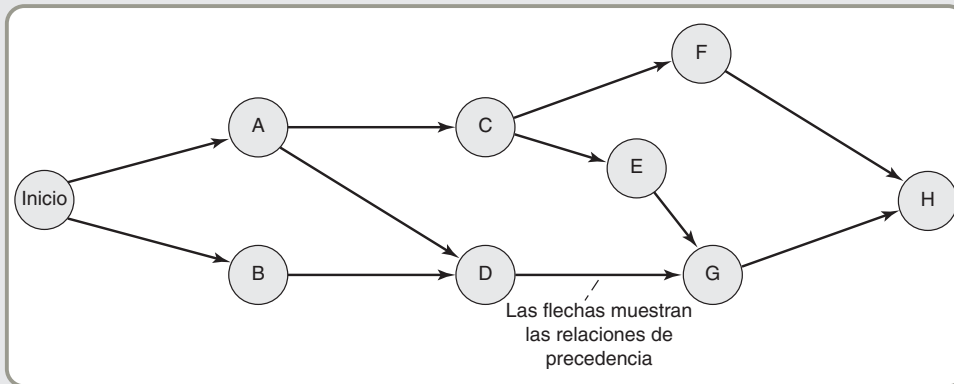 F
A
C
E
Inicio
H
B
D
G
Las flechas muestran
las relaciones de
precedencia